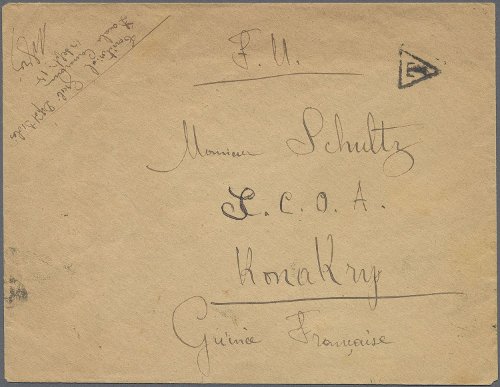 F. M.
E
Monsieur Schultz
S. C. O. A.
Konakry
Guinée Française